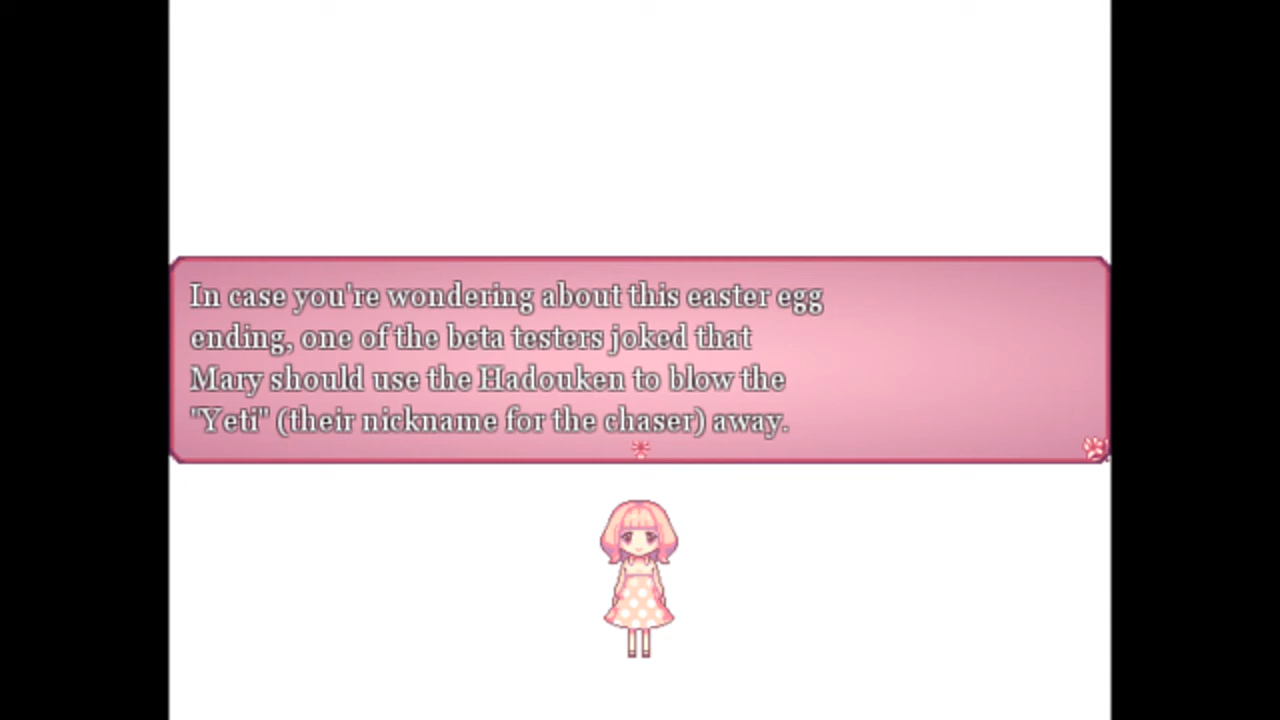 In case you're wondering about this easter egg
ending, one of the beta testers joked that
Mary should use the Hadouken to blow the
"Yeti" (their nickname for the chaser) away.